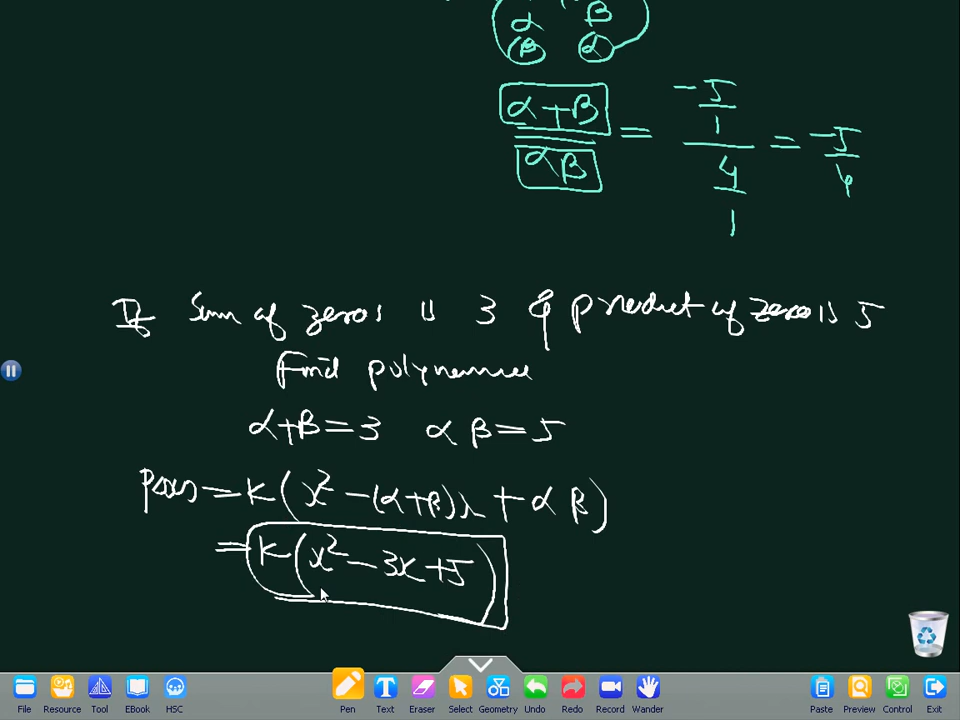 α β
β α
α+β / αβ = -5/1 / 4/1 = -5/4
If Sum of zeros is 3 & product of zeros is 5
Find polynomial
α+β=3 αβ=5
p(x)=K(x²-(α+β)x+αβ)
=K(x²-3x+5)
File Resource Tool EBook HSC Pen Text Eraser Select Geometry Undo Redo Record Wander Paste Preview Control Exit